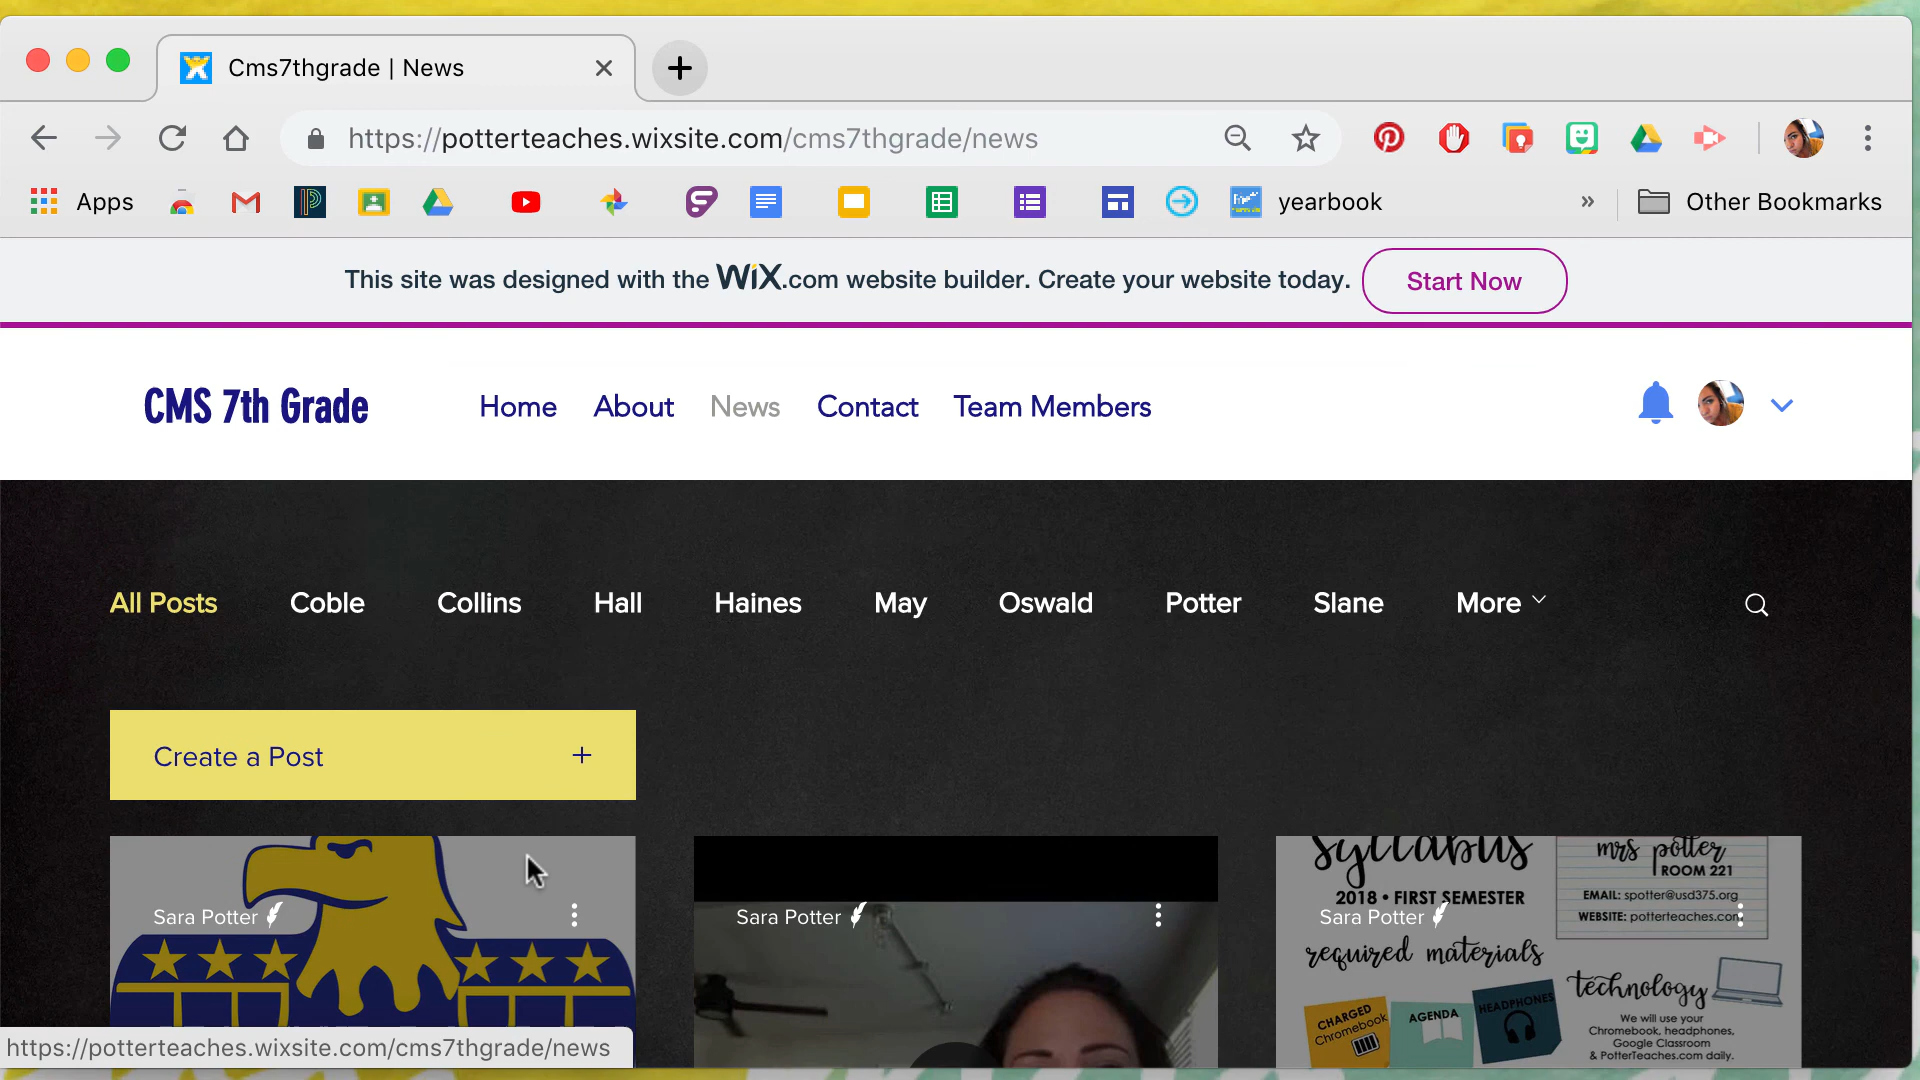 Cms7thgrade | News
https://potterteaches.wixsite.com/cms7thgrade/news
Apps
yearbook
»
Other Bookmarks
This site was designed with the WiX.com website builder. Create your website today.
Start Now
CMS 7th Grade
Home
About
News
Contact
Team Members
All Posts
Coble
Collins
Hall
Haines
May
Oswald
Potter
Slane
More
Create a Post +
Sara Potter
Sara Potter
Sara Potter
syllabus
2018 • FIRST SEMESTER
required materials
CHARGED
Chromebook
AGENDA
HEADPHONES
mrs potter
ROOM 221
EMAIL: spotter@usd375.org
WEBSITE: potterteaches.com
technology
We will use your
Chromebook, headphones,
Google Classroom
& PotterTeaches.com daily.
https://potterteaches.wixsite.com/cms7thgrade/news